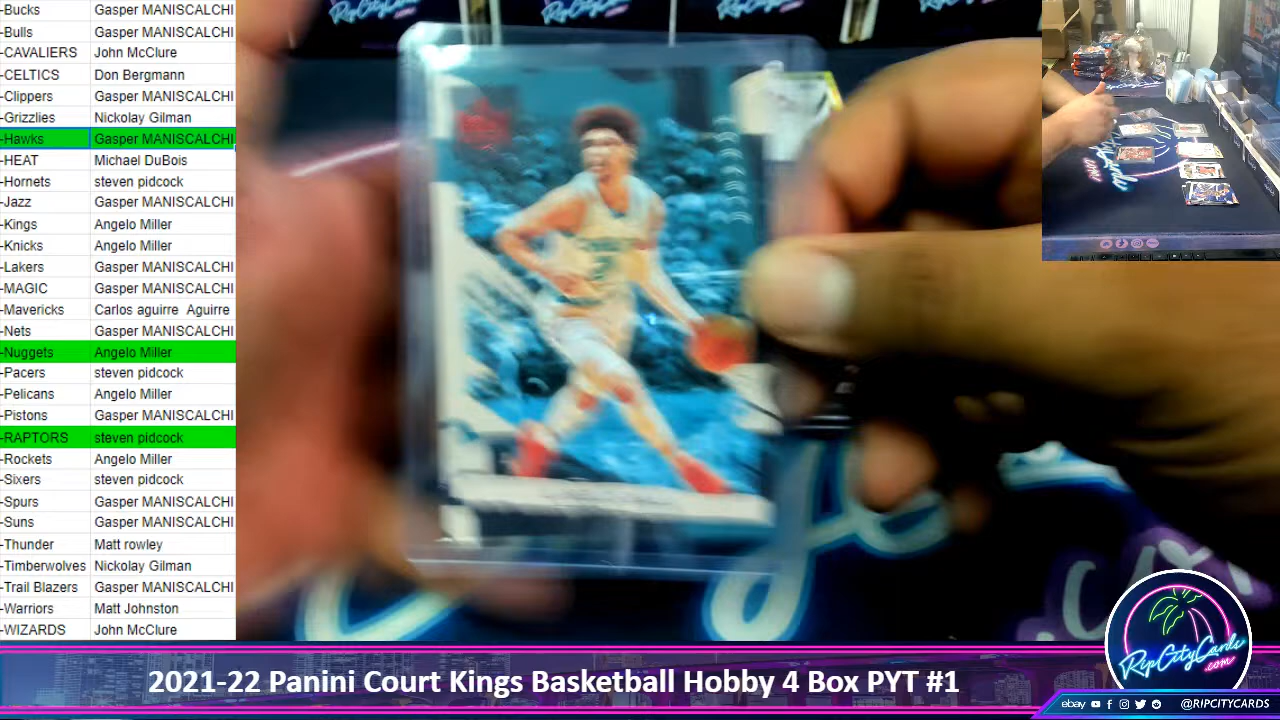 -Bucks Gasper MANISCALCHI
-Bulls Gasper MANISCALCHI
-CAVALIERS John McClure
-CELTICS Don Bergmann
-Clippers Gasper MANISCALCHI
-Grizzlies Nickolay Gilman
-Hawks Gasper MANISCALCHI
-HEAT Michael DuBois
-Hornets steven pidcock
-Jazz Gasper MANISCALCHI
-Kings Angelo Miller
-Knicks Angelo Miller
-Lakers Gasper MANISCALCHI
-MAGIC Gasper MANISCALCHI
-Mavericks Carlos aguirre Aguirre
-Nets Gasper MANISCALCHI
-Nuggets Angelo Miller
-Pacers steven pidcock
-Pelicans Angelo Miller
-Pistons Gasper MANISCALCHI
-RAPTORS steven pidcock
-Rockets Angelo Miller
-Sixers steven pidcock
-Spurs Gasper MANISCALCHI
-Suns Gasper MANISCALCHI
-Thunder Matt rowley
-Timberwolves Nickolay Gilman
-Trail Blazers Gasper MANISCALCHI
-Warriors Matt Johnston
-WIZARDS John McClure
RipCityCards
.com
2021-22 Panini Court Kings Basketball Hobby 4 Box PYT #1
ebay @RIPCITYCARDS